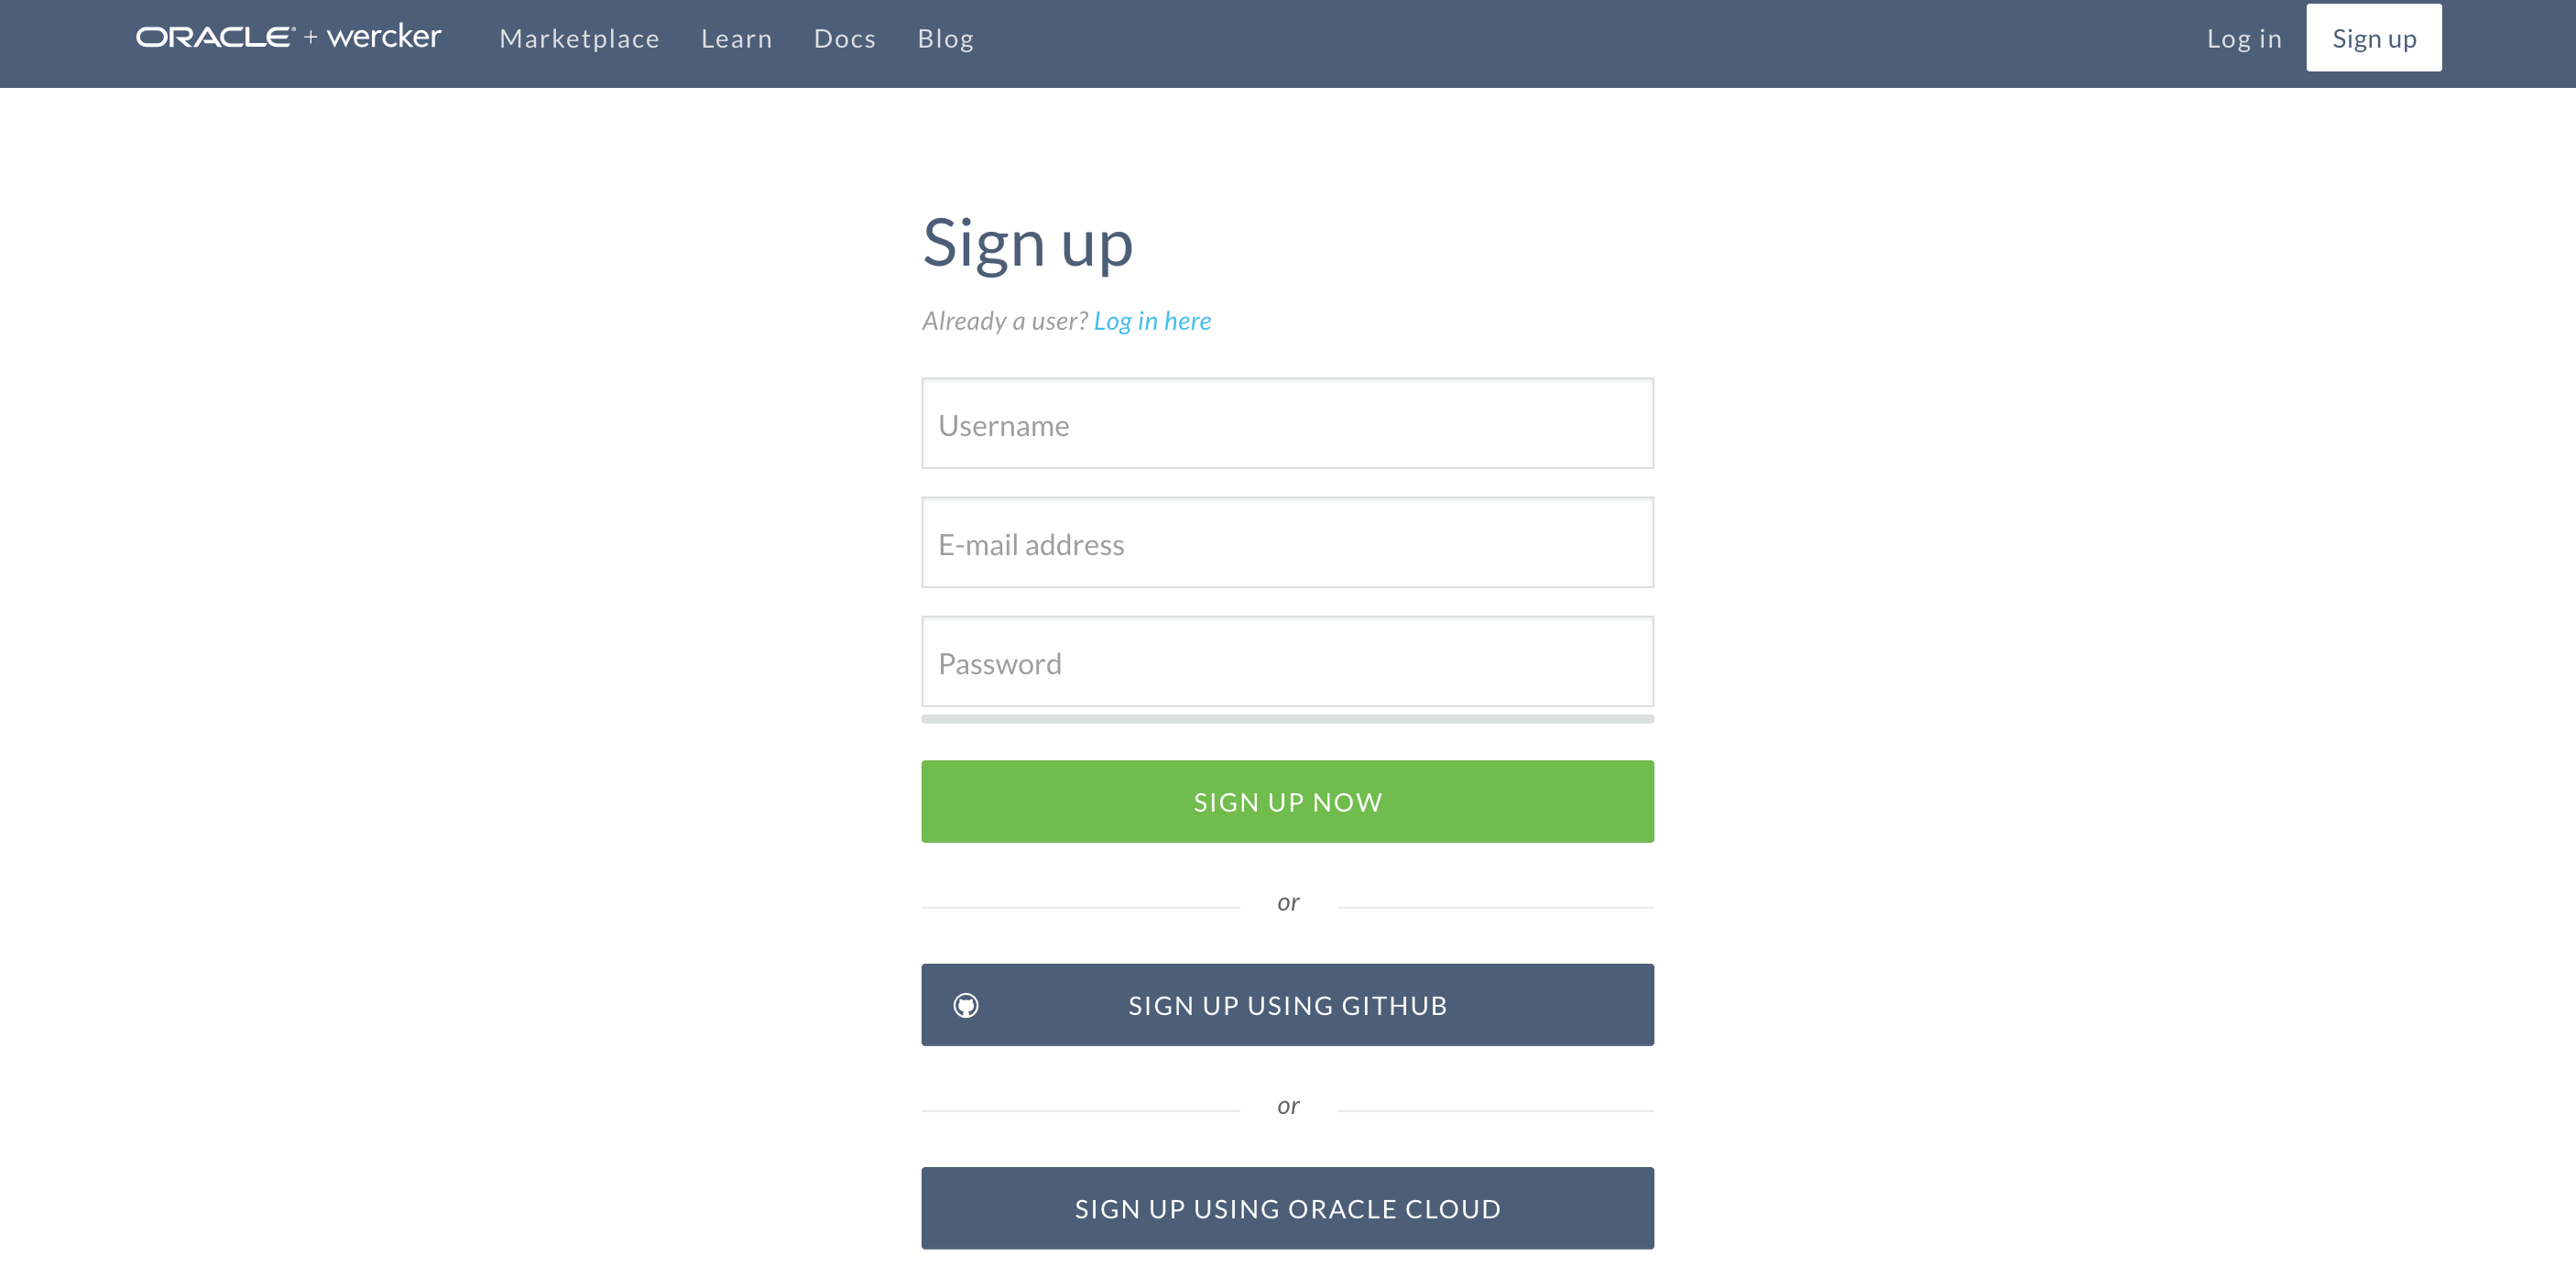 ORACLE® + wercker Marketplace Learn Docs Blog Log in Sign up
Sign up
Already a user? Log in here
Username
E-mail address
Password
SIGN UP NOW
or
SIGN UP USING GITHUB
or
SIGN UP USING ORACLE CLOUD